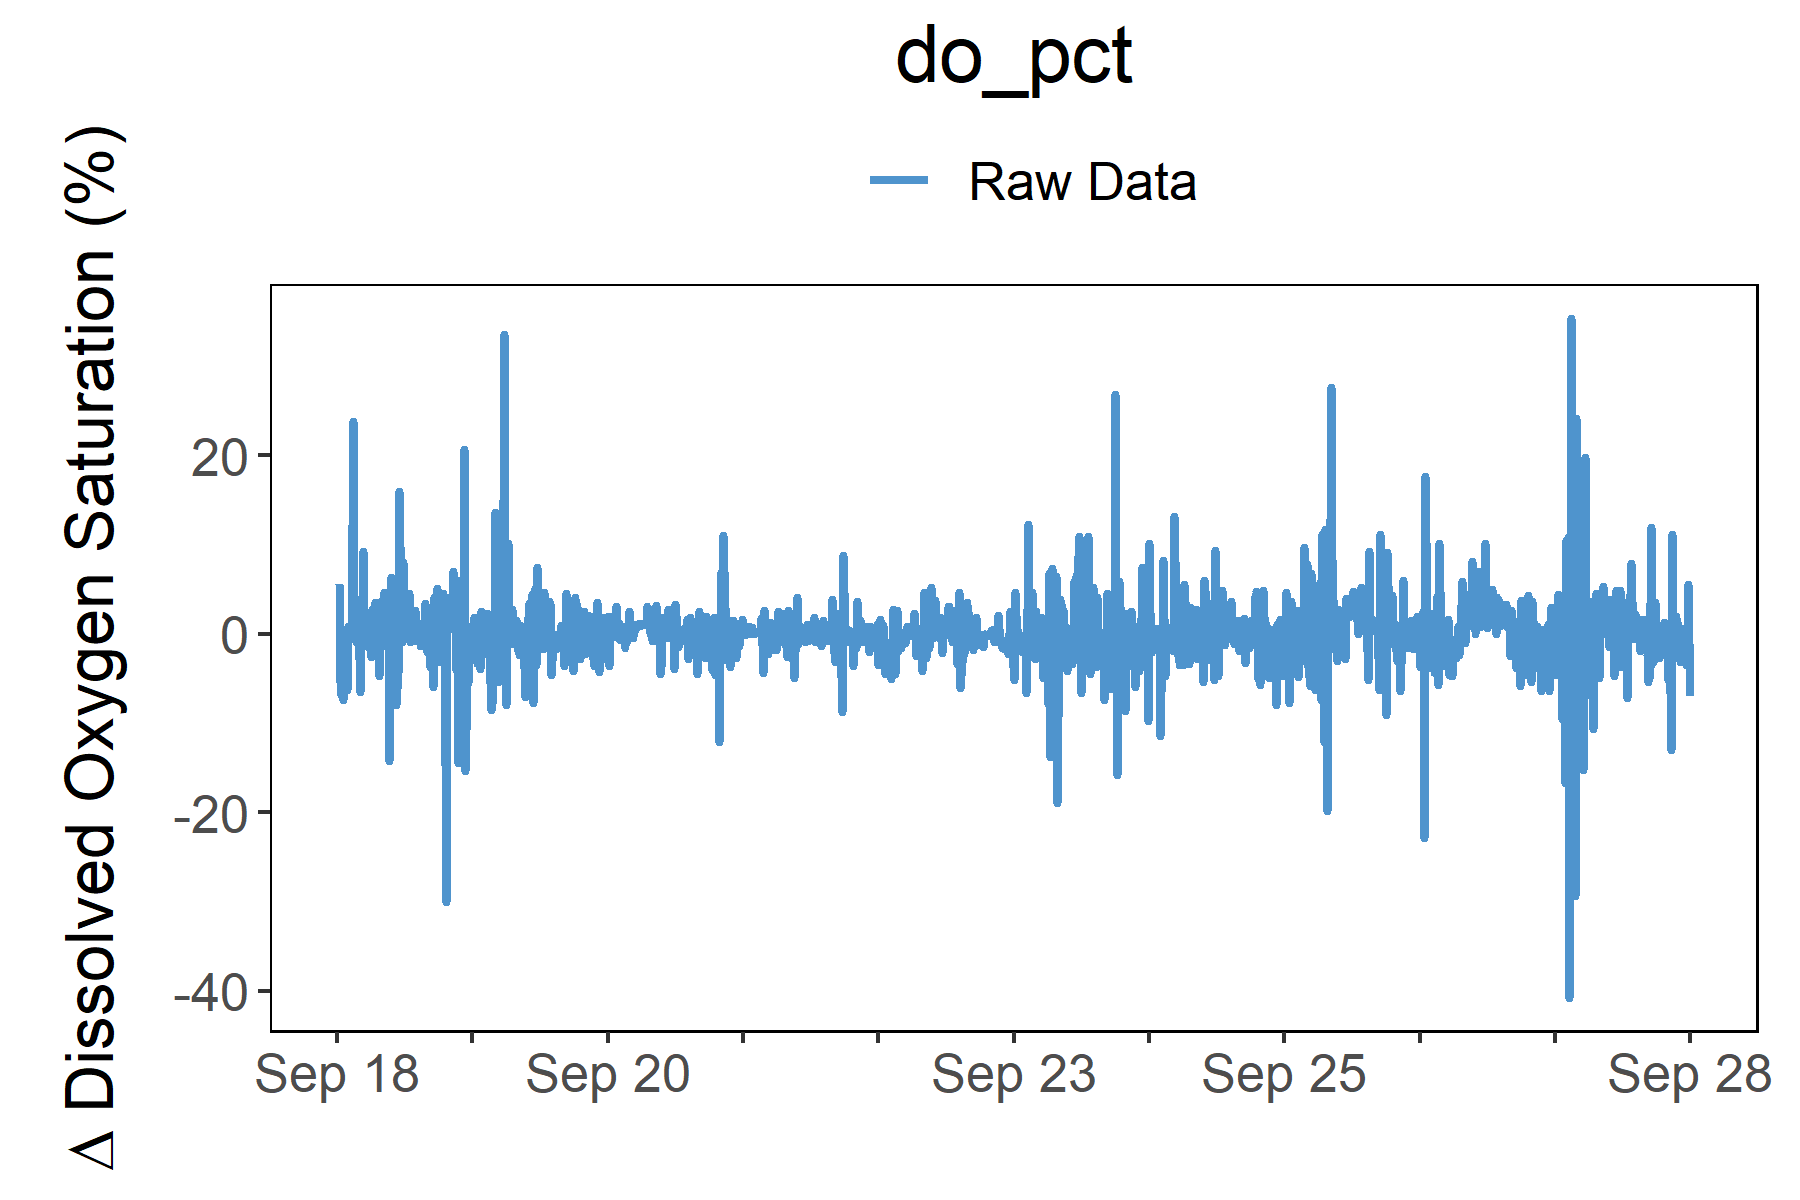 do_pct
Raw Data
Δ Dissolved Oxygen Saturation (%)
20
0
-20
-40
Sep 18
Sep 20
Sep 23
Sep 25
Sep 28